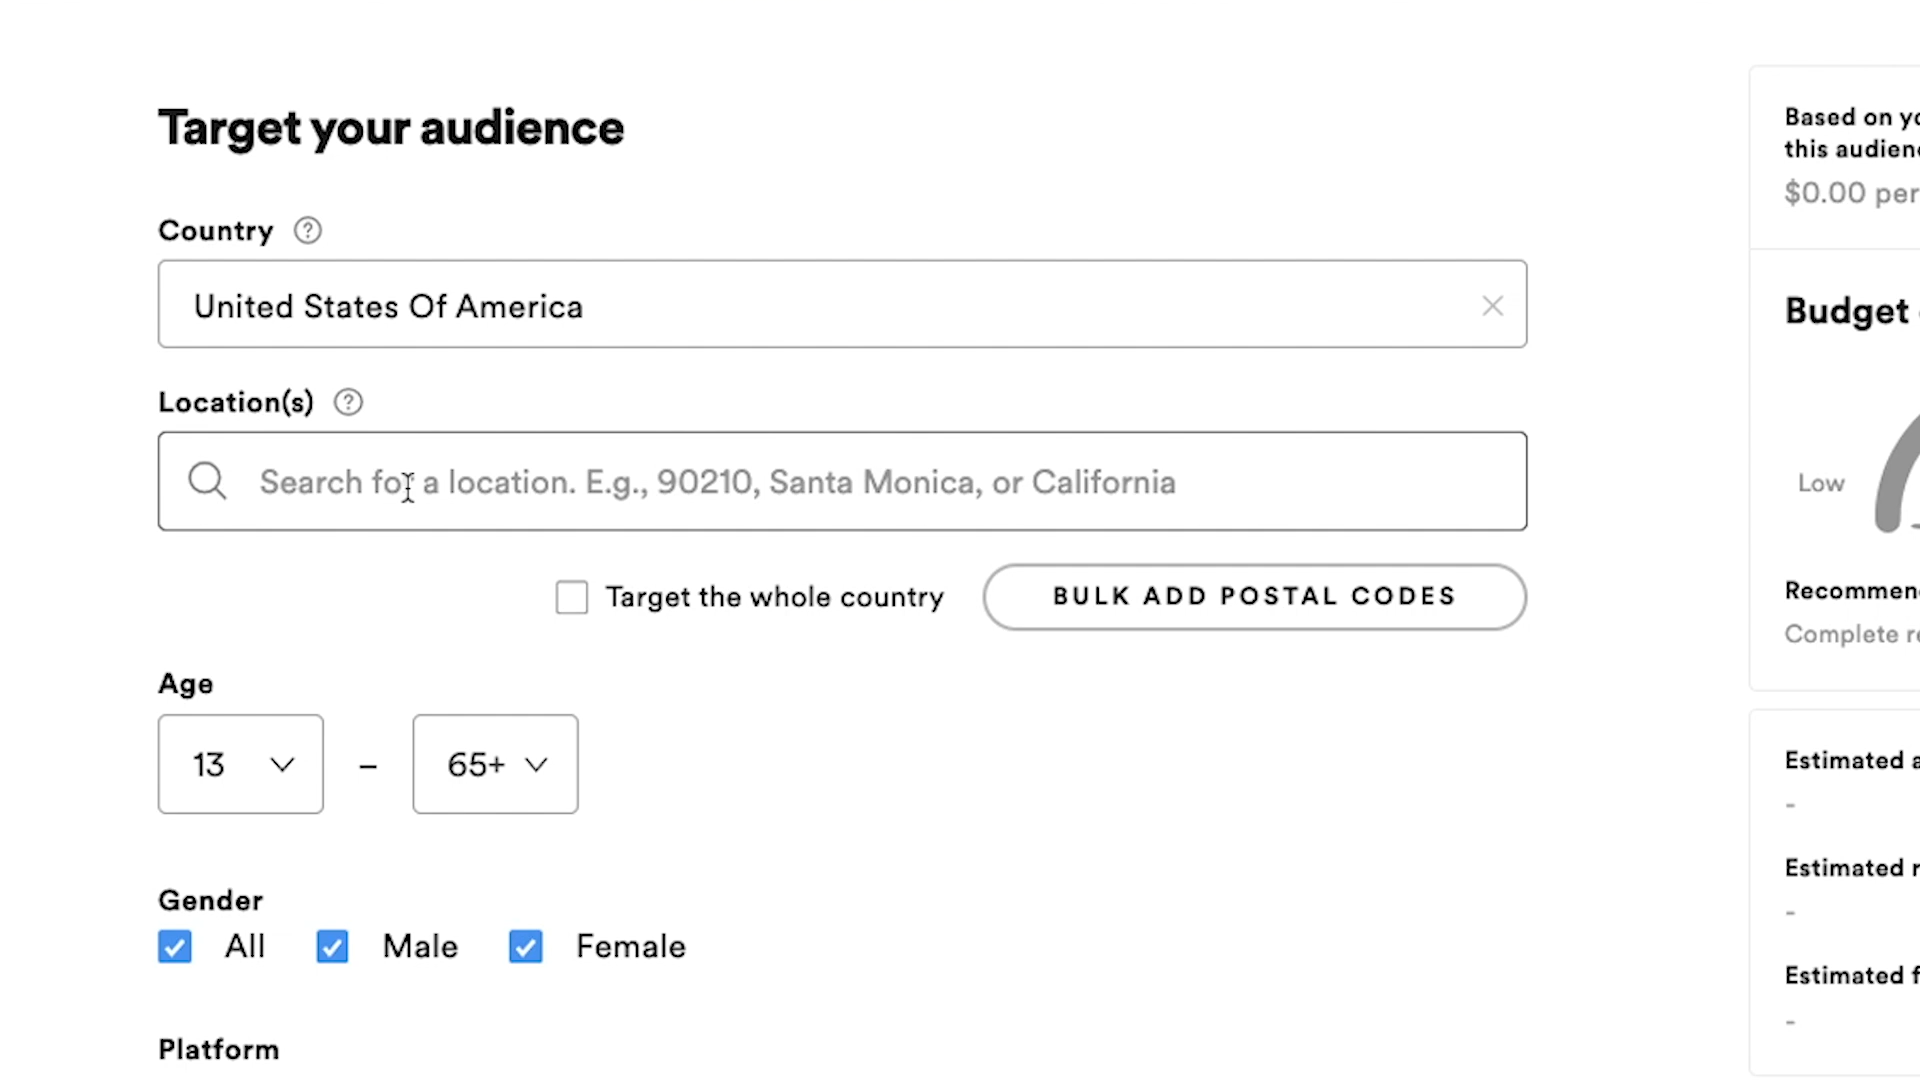 Target your audience
Country ?
United States Of America
Location(s) ?
Search for a location. E.g., 90210, Santa Monica, or California
Target the whole country
BULK ADD POSTAL CODES
Age
13 – 65+
Gender
All Male Female
Platform
Based on
this
$0.00 per
Budget
Low
Complete
Estimated
-
Estimated
-
Estimated
-